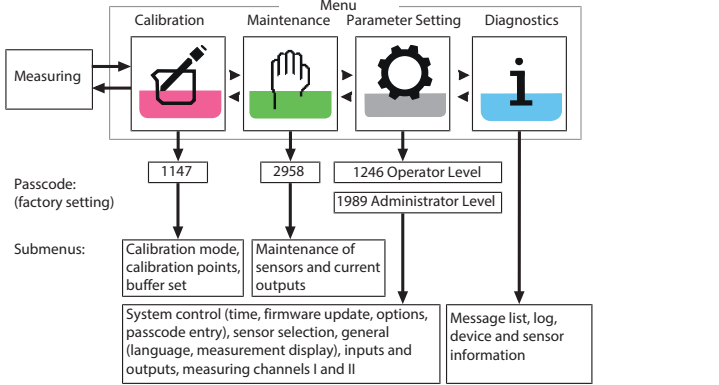 Menu
Calibration
Maintenance
Parameter Setting
Diagnostics
Measuring
Passcode:
(factory setting)
1147
2958
1246 Operator Level
1989 Administrator Level
Submenus:
Calibration mode,
calibration points,
buffer set
Maintenance of
sensors and current
outputs
System control (time, firmware update, options,
passcode entry), sensor selection, general
(language, measurement display), inputs and
outputs, measuring channels I and II
Message list, log,
device and sensor
information